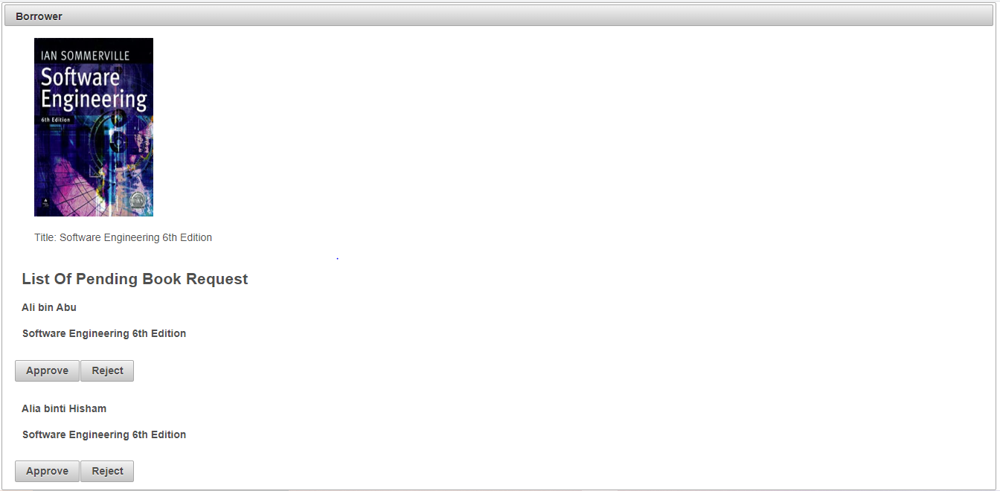 Borrower
IAN SOMMERVILLE
Software
Engineering
6th Edition
Title: Software Engineering 6th Edition
List Of Pending Book Request
Ali bin Abu
Software Engineering 6th Edition
Approve Reject
Alia binti Hisham
Software Engineering 6th Edition
Approve Reject